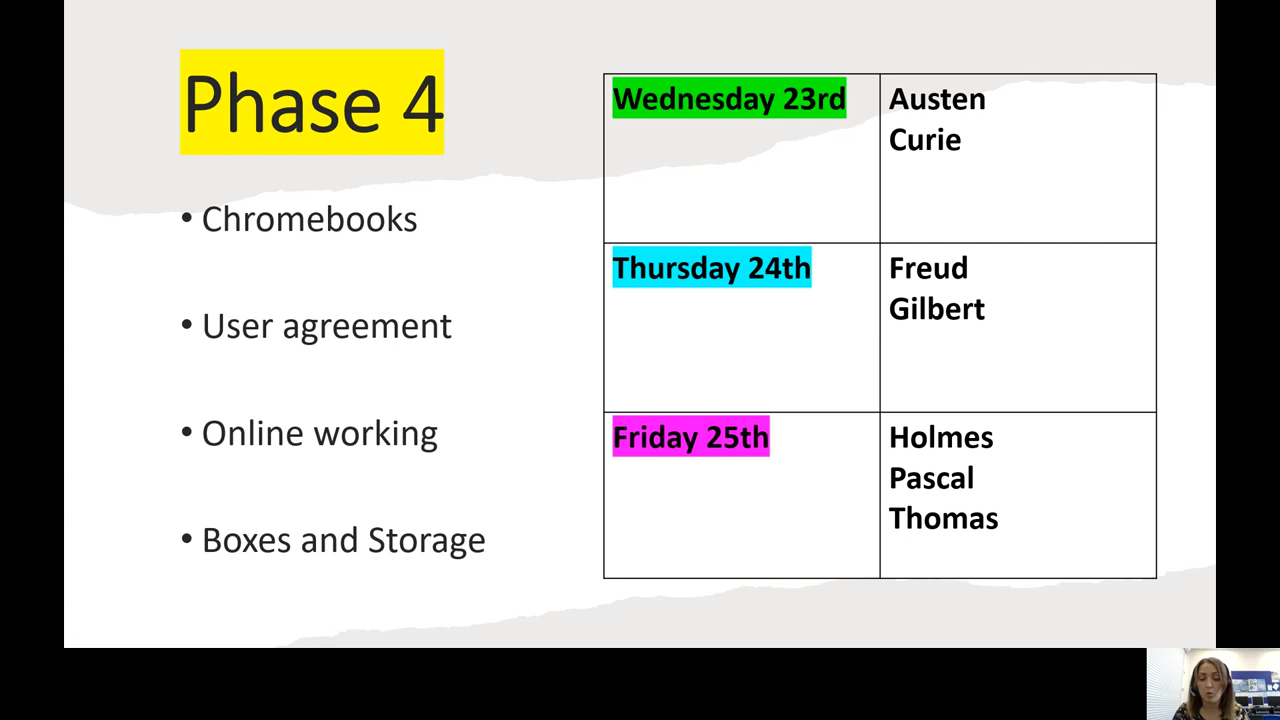 Phase 4
• Chromebooks
• User agreement
• Online working
• Boxes and Storage
Wednesday 23rd
Austen
Curie
Thursday 24th
Freud
Gilbert
Friday 25th
Holmes
Pascal
Thomas